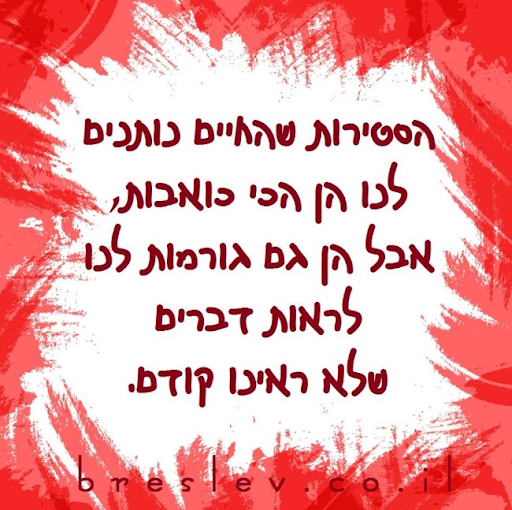 הסטירות שהחיים נותנים
לנו הן הכי כואבות,
אבל הן גם גורמות לנו
לראות דברים
שלא ראינו קודם.
breslev.co.il